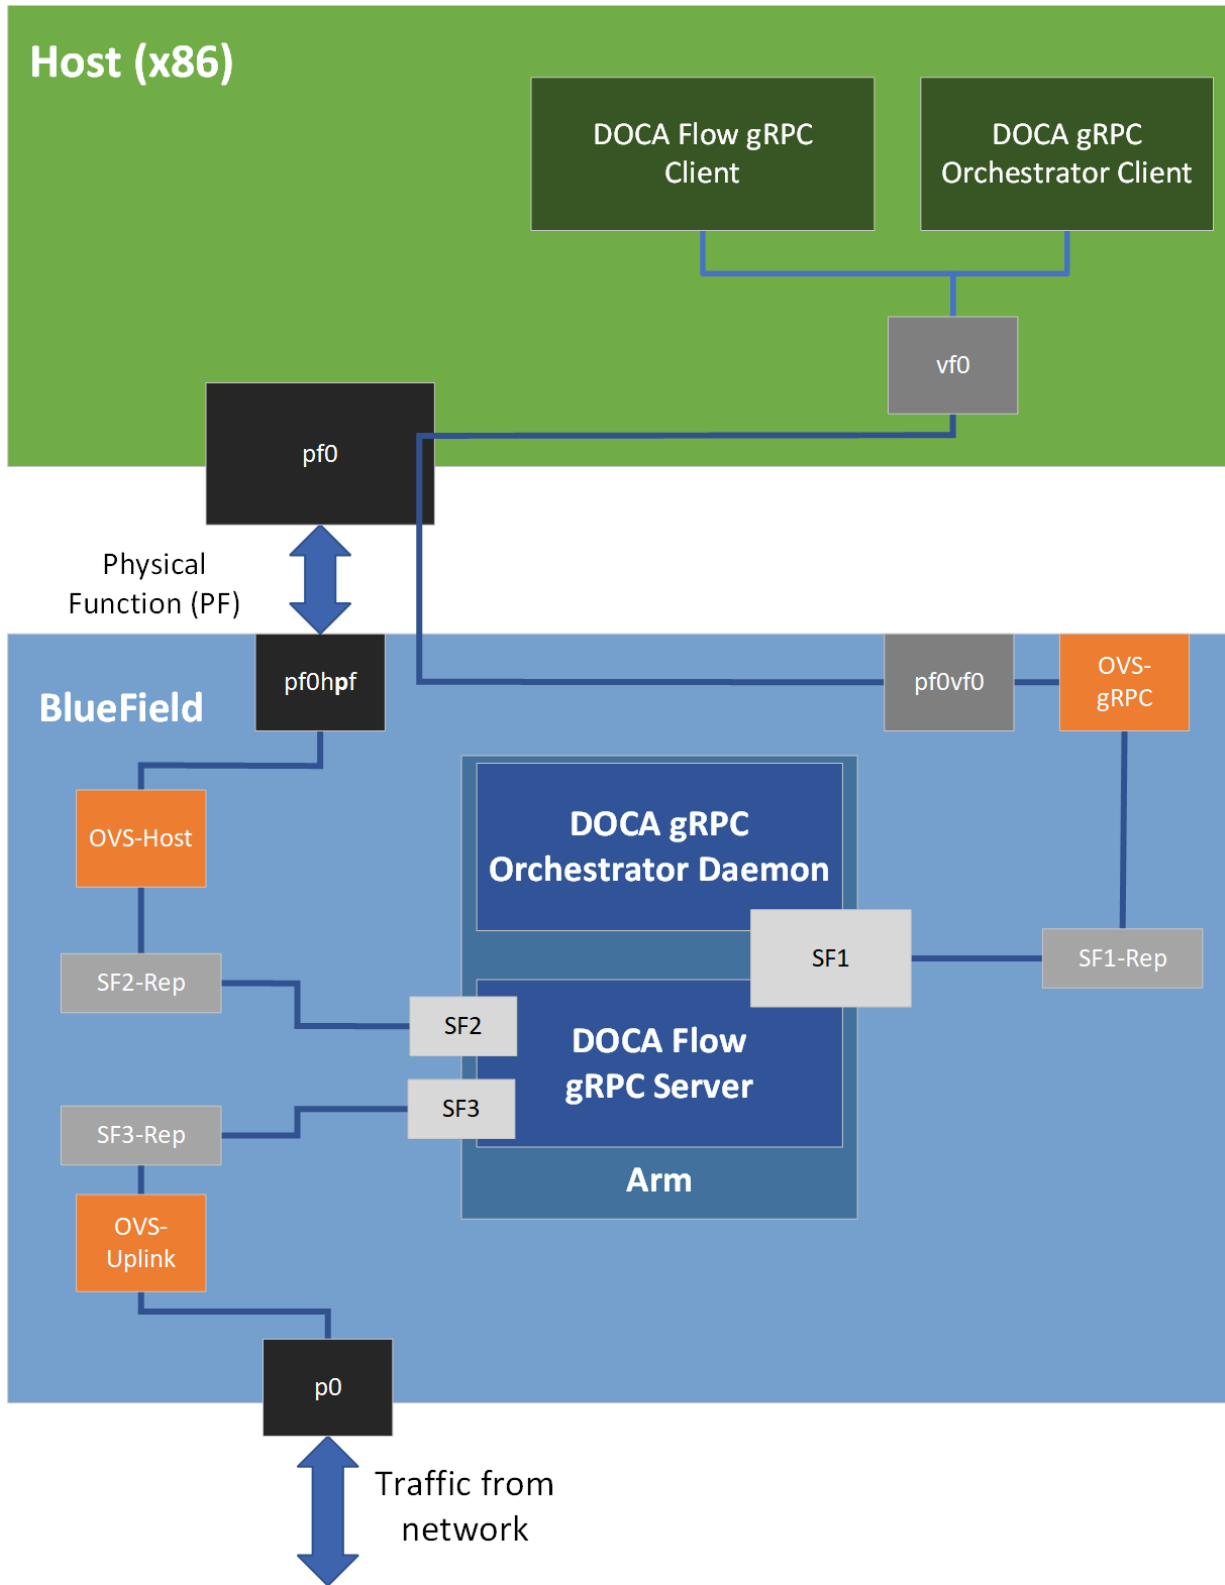 Host (x86)
DOCA Flow gRPC
Client
DOCA gRPC
Orchestrator Client
vf0
pf0
Physical
Function (PF)
BlueField
pf0hpf
pf0vf0
OVS-
gRPC
OVS-Host
DOCA gRPC
Orchestrator Daemon
SF1
SF1-Rep
SF2-Rep
SF2
DOCA Flow
gRPC Server
SF3
SF3-Rep
Arm
OVS-
Uplink
p0
Traffic from
network